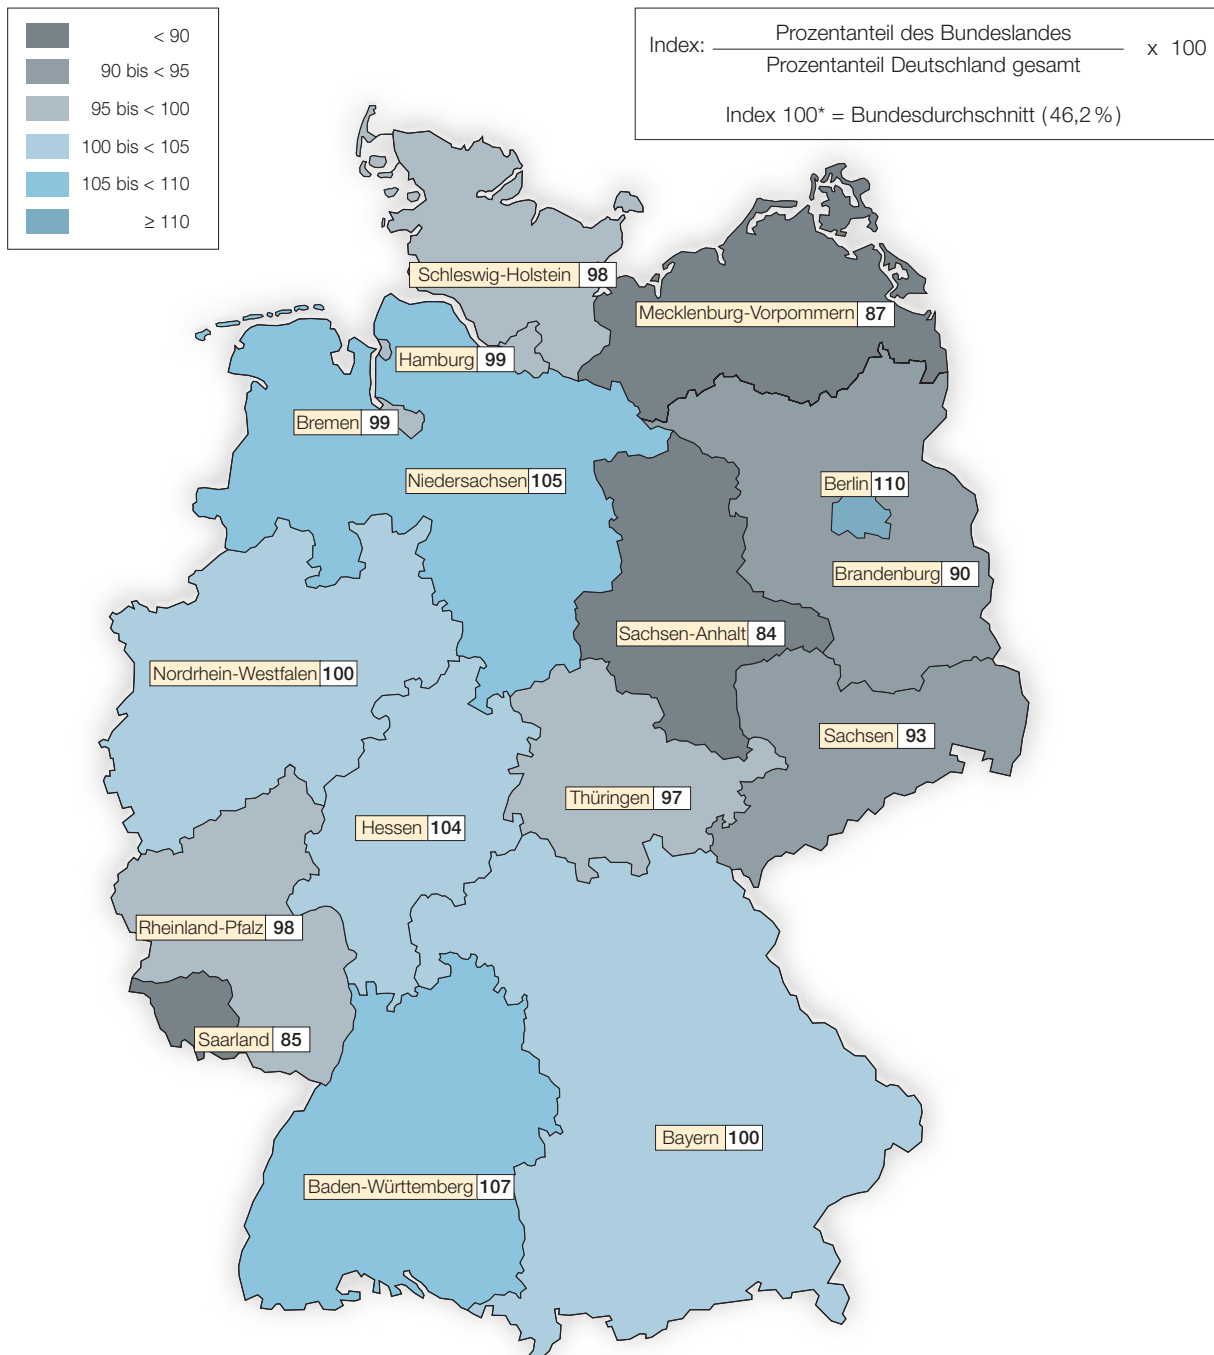 < 90
90 bis < 95
95 bis < 100
100 bis < 105
105 bis < 110
≥ 110
Index: Prozentanteil des Bundeslandes x 100
Prozentanteil Deutschland gesamt
Index 100* = Bundesdurchschnitt (46,2 %)
Schleswig-Holstein 98
Mecklenburg-Vorpommern 87
Hamburg 99
Bremen 99
Niedersachsen 105
Berlin 110
Brandenburg 90
Sachsen-Anhalt 84
Nordrhein-Westfalen 100
Sachsen 93
Thüringen 97
Hessen 104
Rheinland-Pfalz 98
Saarland 85
Bayern 100
Baden-Württemberg 107